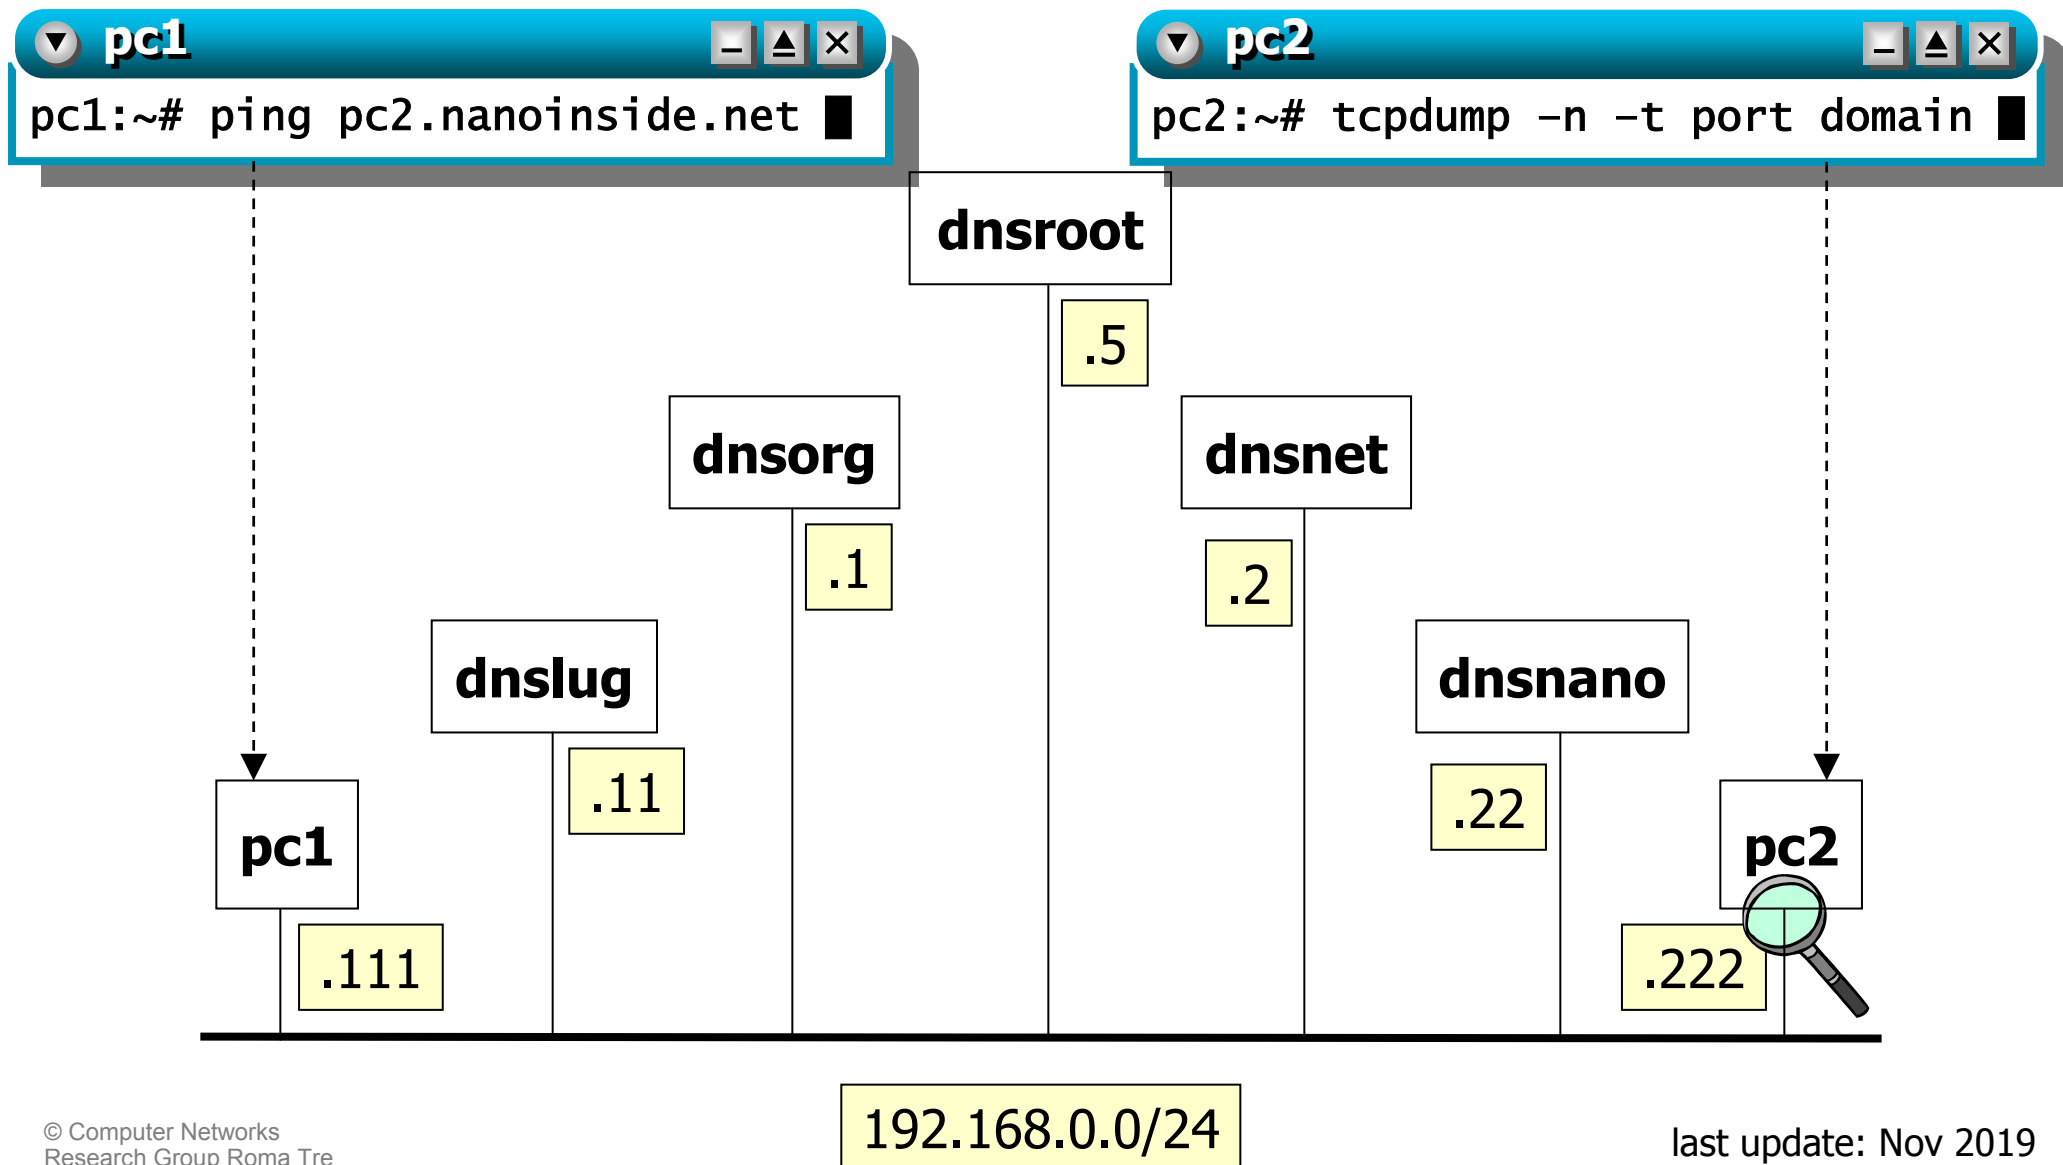 pc1
pc1:~# ping pc2.nanoinside.net
pc2
pc2:~# tcpdump –n –t port domain
dnsroot
.5
dnsorg
dnsnet
.1
.2
dnslug
dnsnano
.11
.22
pc1
pc2
.111
.222
192.168.0.0/24
© Computer Networks
Research Group Roma Tre
last update: Nov 2019